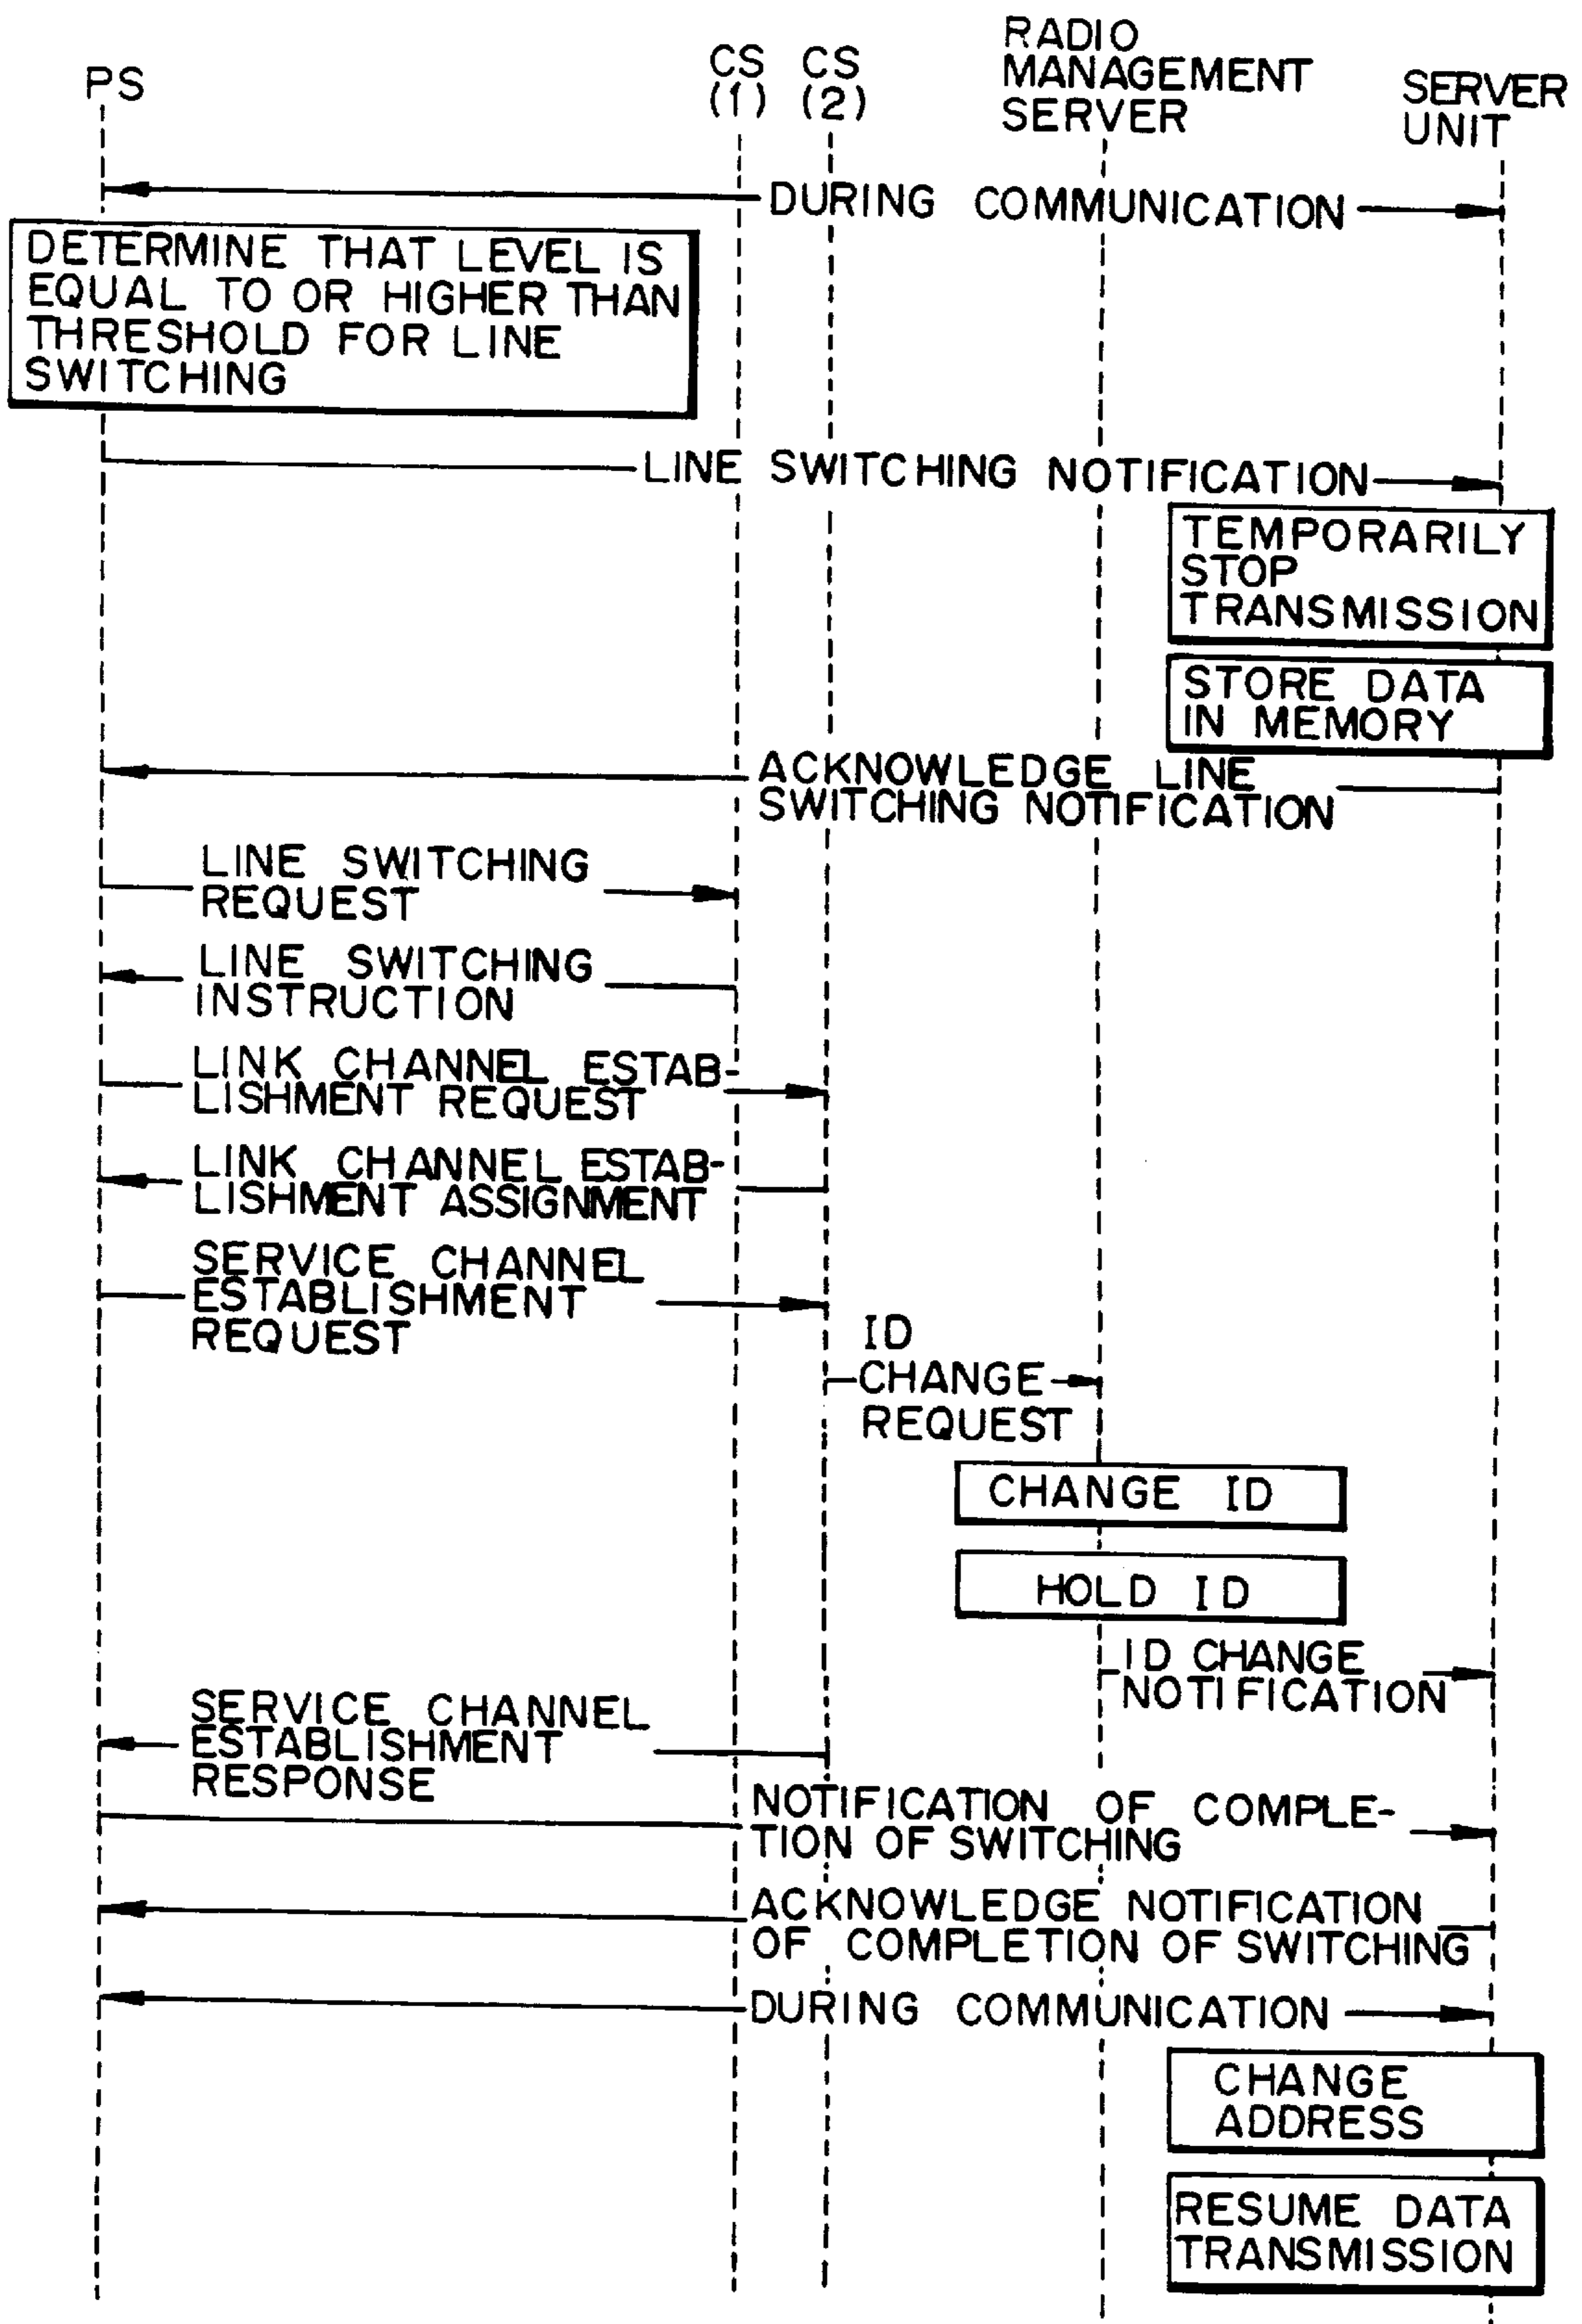 PS
CS
(1)
CS
(2)
RADIO
MANAGEMENT
SERVER
SERVER
UNIT
DURING COMMUNICATION
DETERMINE THAT LEVEL IS
EQUAL TO OR HIGHER THAN
THRESHOLD FOR LINE
SWITCHING
LINE SWITCHING NOTIFICATION
TEMPORARILY
STOP
TRANSMISSION
STORE DATA
IN MEMORY
ACKNOWLEDGE LINE
SWITCHING NOTIFICATION
LINE SWITCHING
REQUEST
LINE SWITCHING
INSTRUCTION
LINK CHANNEL ESTAB-
LISHMENT REQUEST
LINK CHANNEL ESTAB-
LISHMENT ASSIGNMENT
SERVICE CHANNEL
ESTABLISHMENT
REQUEST
ID
CHANGE
REQUEST
CHANGE ID
HOLD ID
ID CHANGE
NOTIFICATION
SERVICE CHANNEL
ESTABLISHMENT
RESPONSE
NOTIFICATION OF COMPLE-
TION OF SWITCHING
ACKNOWLEDGE NOTIFICATION
OF COMPLETION OF SWITCHING
DURING COMMUNICATION
CHANGE
ADDRESS
RESUME DATA
TRANSMISSION